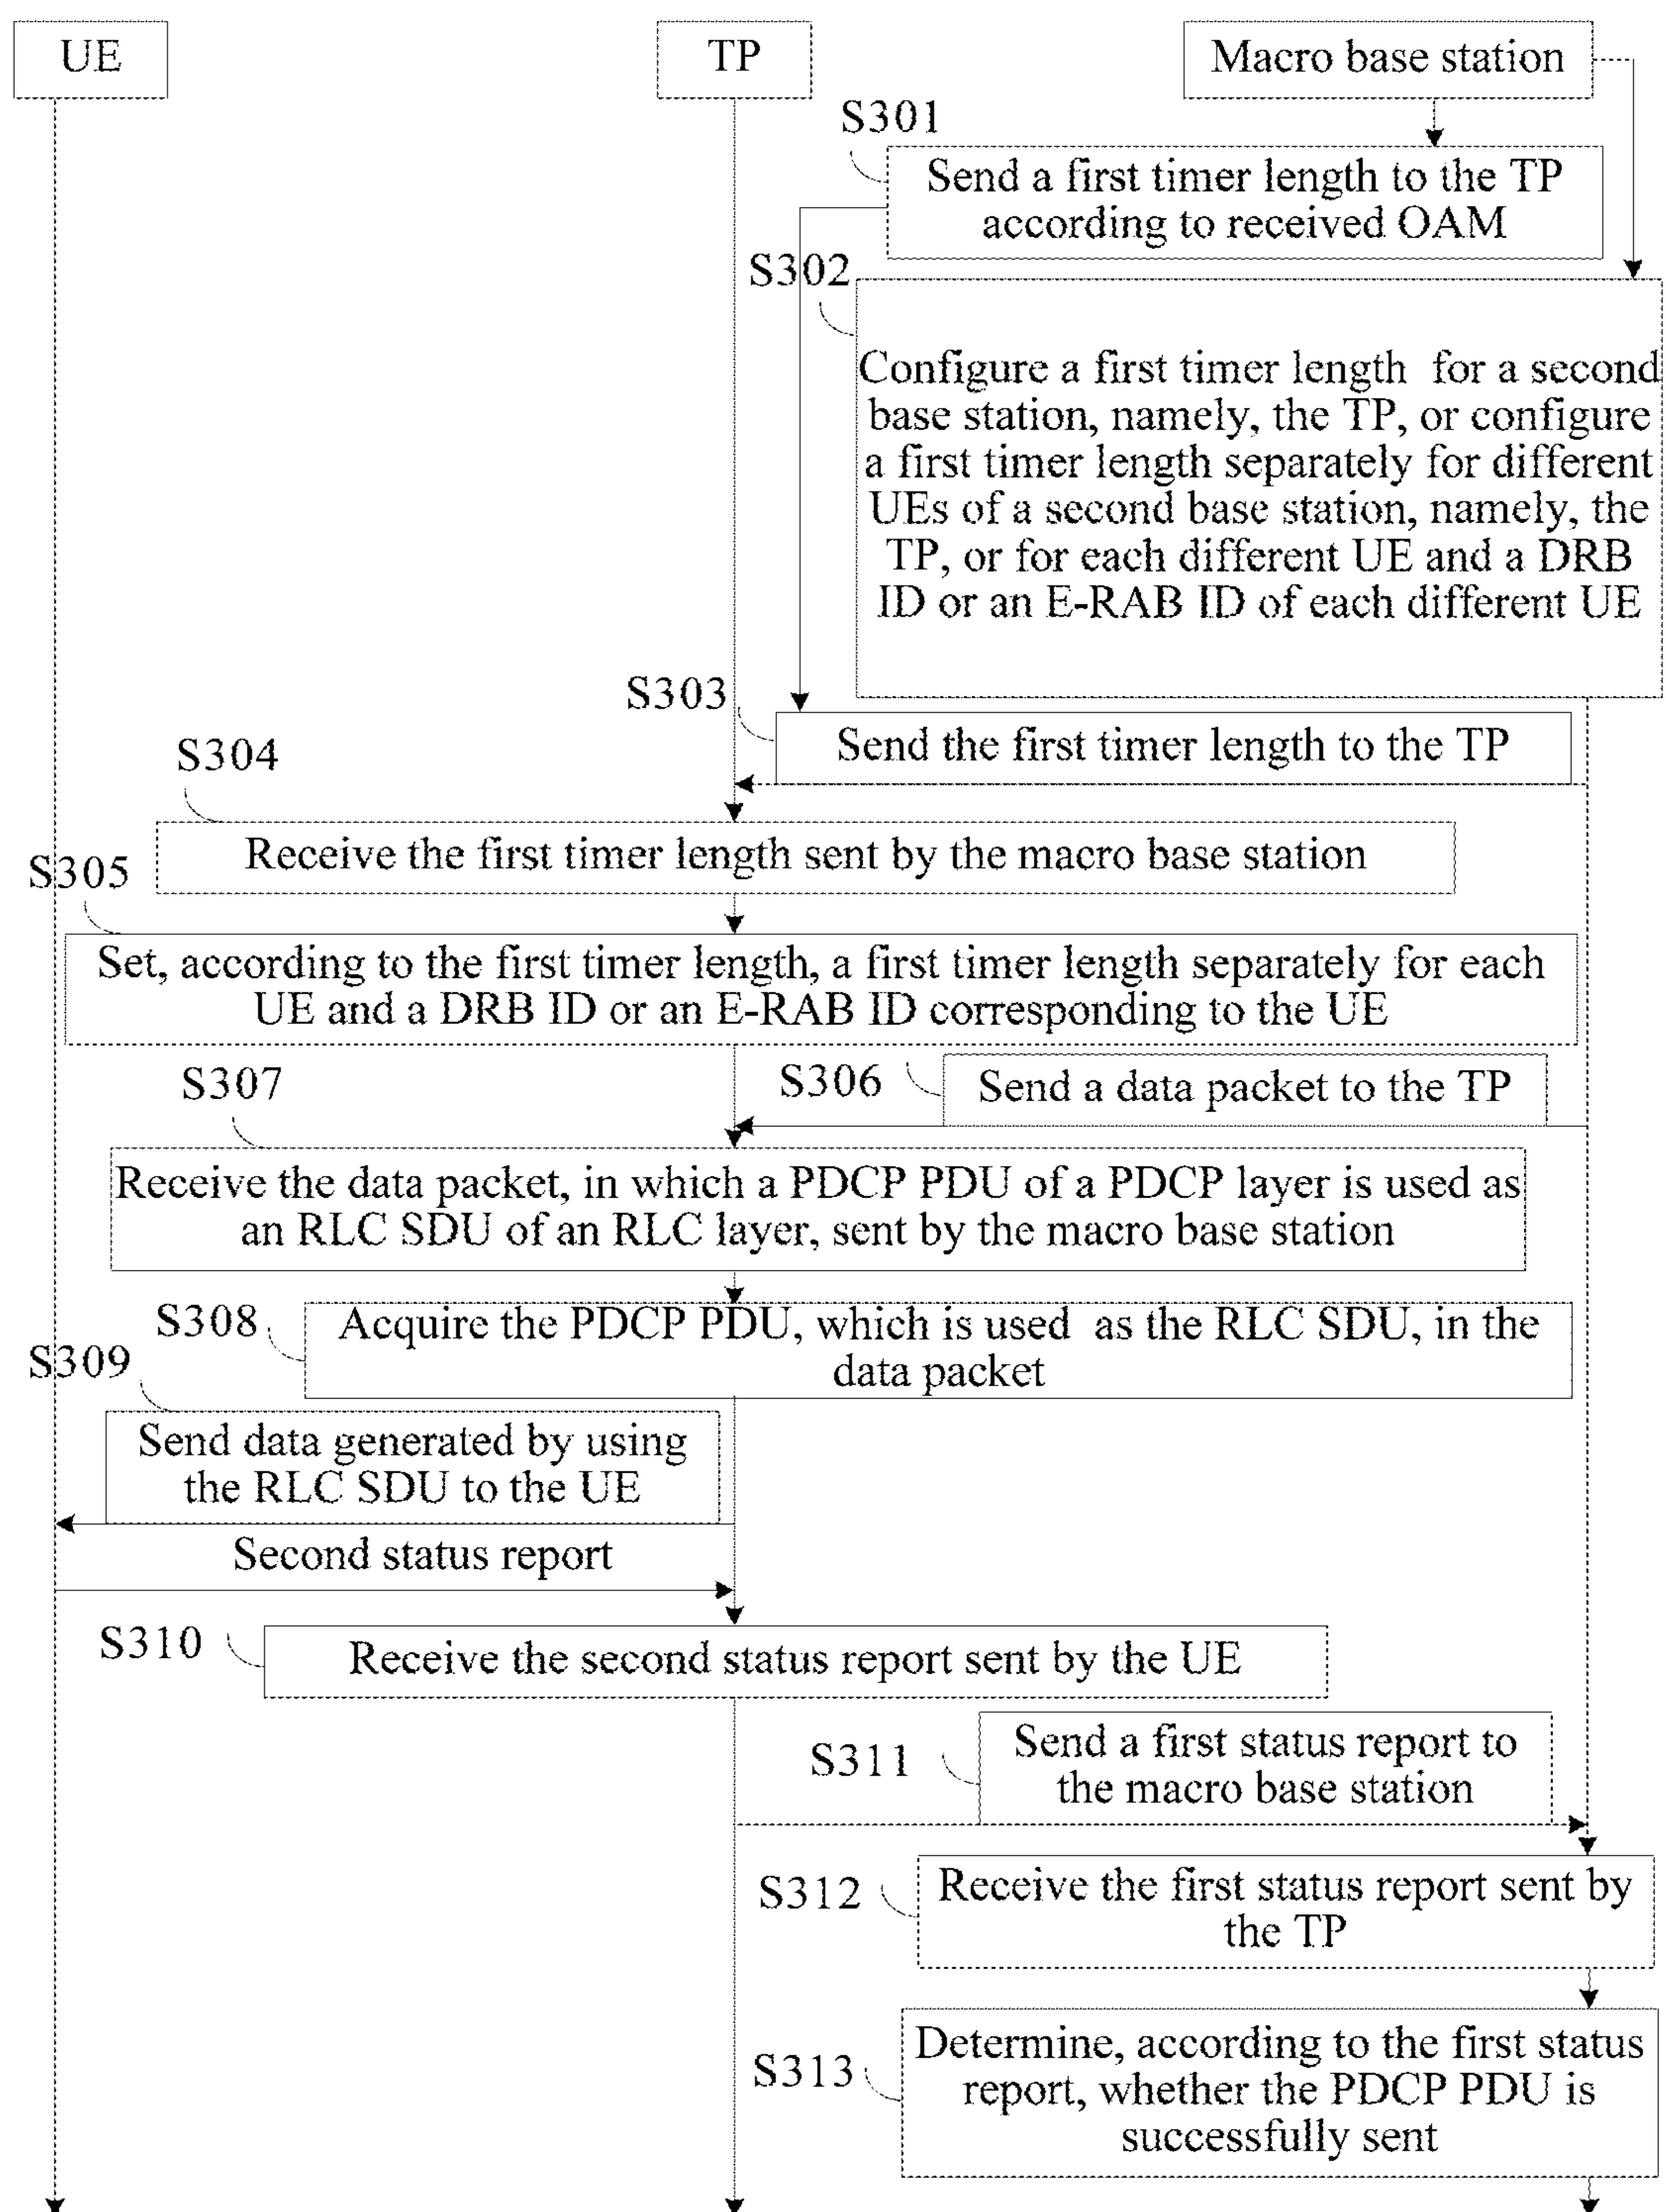 UE
TP
Macro base station
S301
Send a first timer length to the TP
according to received OAM
S302
Configure a first timer length for a second
base station, namely, the TP, or configure
a first timer length separately for different
UEs of a second base station, namely, the
TP, or for each different UE and a DRB
ID or an E-RAB ID of each different UE
S303
Send the first timer length to the TP
S304
Receive the first timer length sent by the macro base station
S305
Set, according to the first timer length, a first timer length separately for each
UE and a DRB ID or an E-RAB ID corresponding to the UE
S306
Send a data packet to the TP
S307
Receive the data packet, in which a PDCP PDU of a PDCP layer is used as
an RLC SDU of an RLC layer, sent by the macro base station
S308
Acquire the PDCP PDU, which is used as the RLC SDU, in the
data packet
S309
Send data generated by using
the RLC SDU to the UE
Second status report
S310
Receive the second status report sent by the UE
S311
Send a first status report to
the macro base station
S312
Receive the first status report sent by
the TP
S313
Determine, according to the first status
report, whether the PDCP PDU is
successfully sent